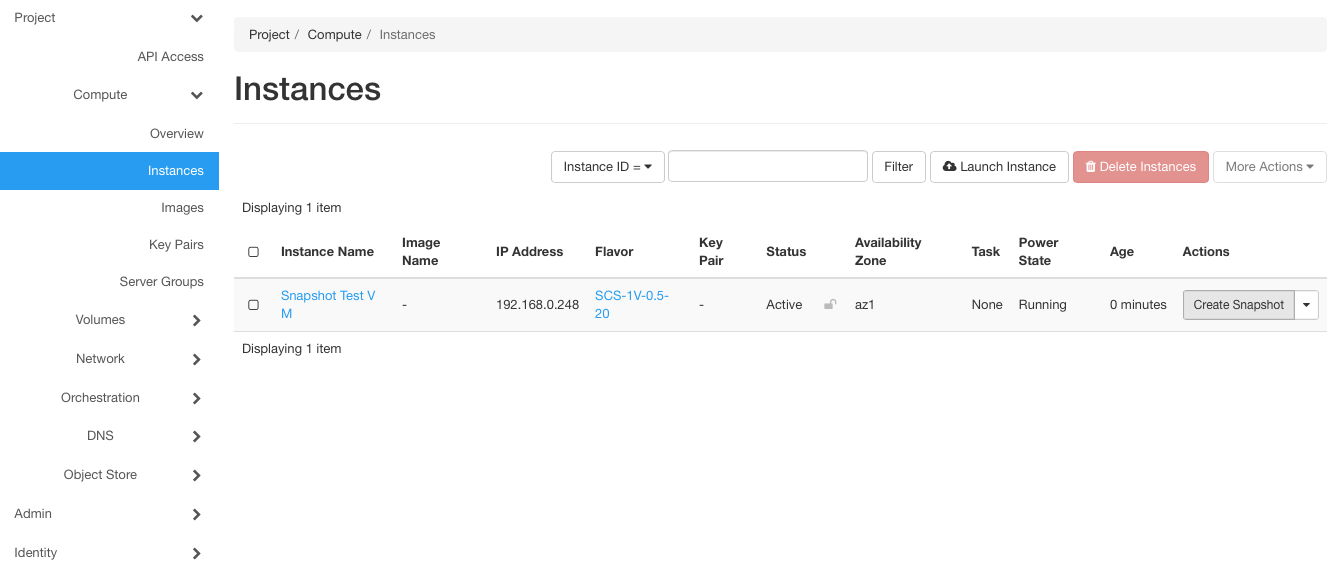 Project
API Access
Compute
Overview
Instances
Images
Key Pairs
Server Groups
Volumes
Network
Orchestration
DNS
Object Store
Admin
Identity
Project / Compute / Instances
Instances
Instance ID = Filter Launch Instance Delete Instances More Actions
Displaying 1 item
Instance Name Image Name IP Address Flavor Key Pair Status Availability Zone Task Power State Age Actions
Snapshot Test V
M
-
192.168.0.248
SCS-1V-0.5-
20
-
Active
az1
None
Running
0 minutes
Create Snapshot
Displaying 1 item